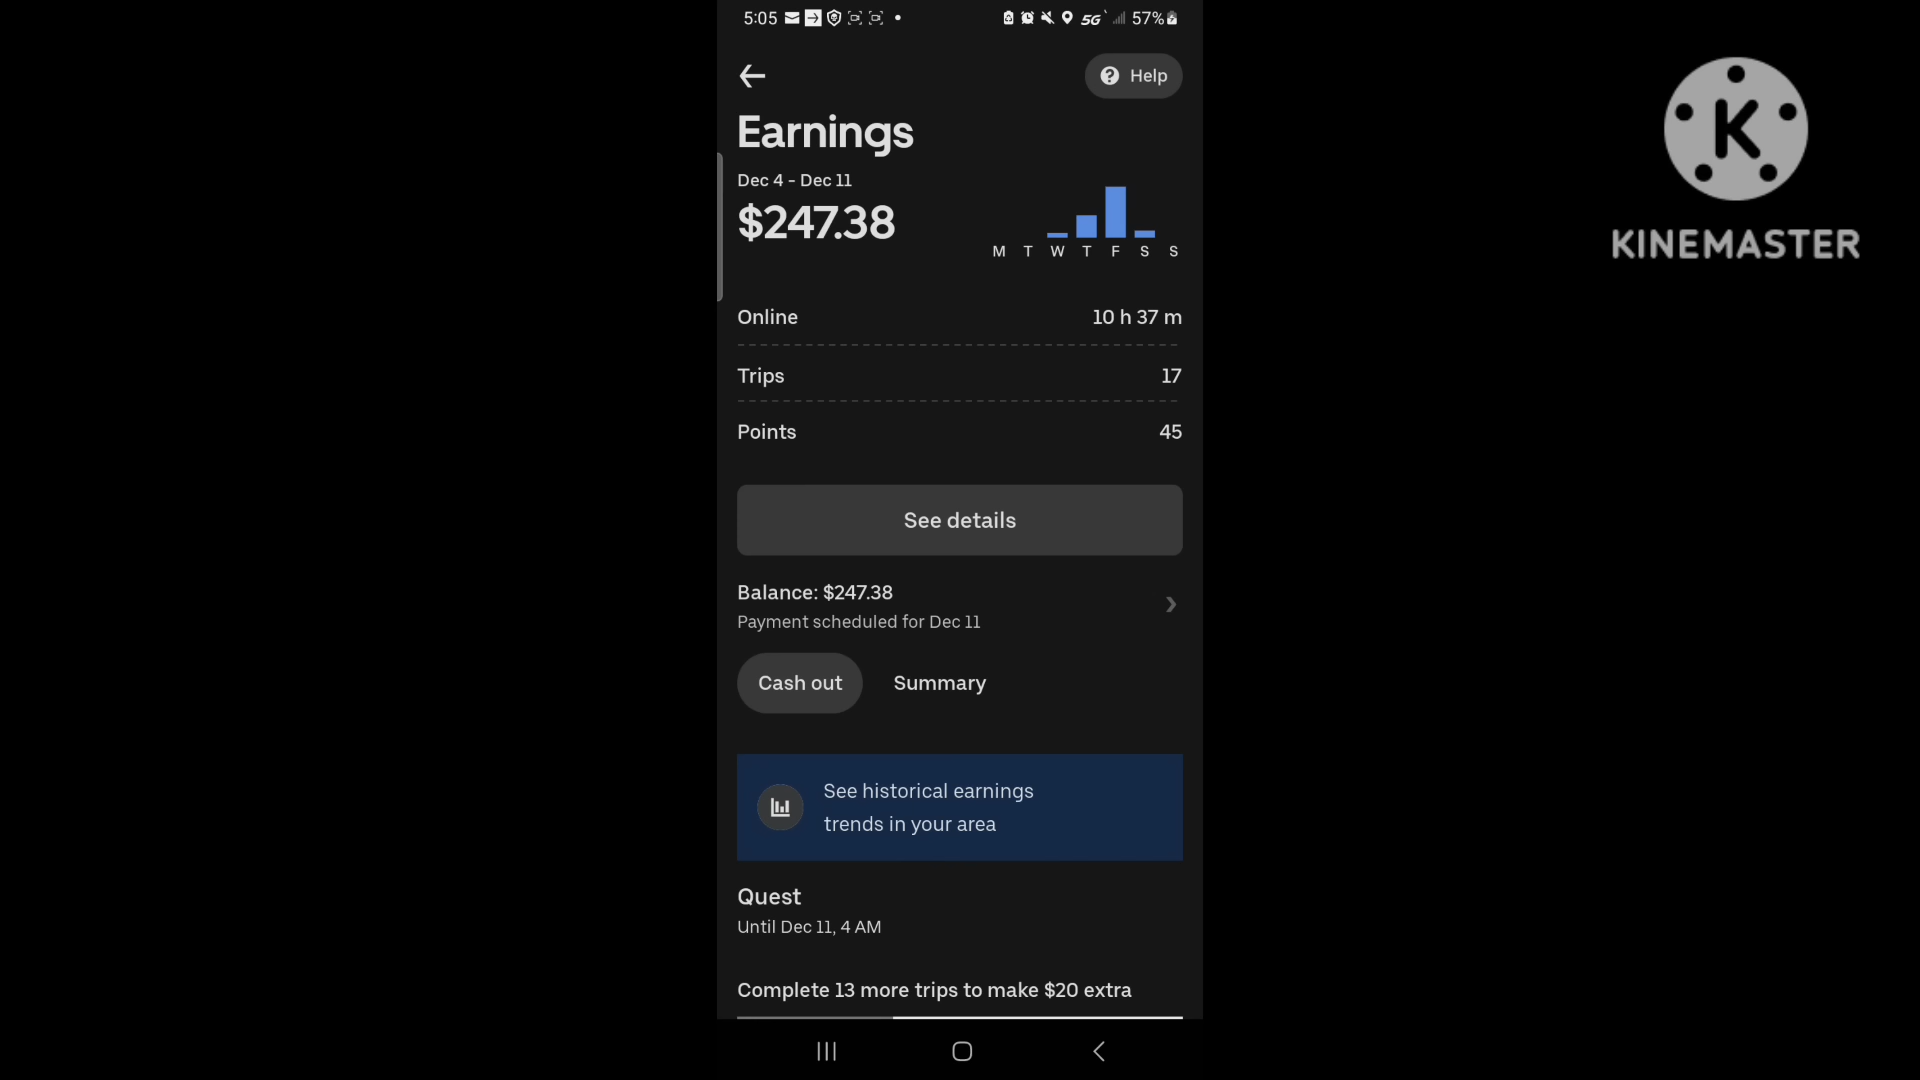 5:05
5G
57%
Help
Earnings
Dec 4 - Dec 11
$247.38
M T W T F S S
Online 10 h 37 m
Trips 17
Points 45
See details
Balance: $247.38
Payment scheduled for Dec 11
Cash out Summary
See historical earnings
trends in your area
Quest
Until Dec 11, 4 AM
Complete 13 more trips to make $20 extra
K
KINEMASTER